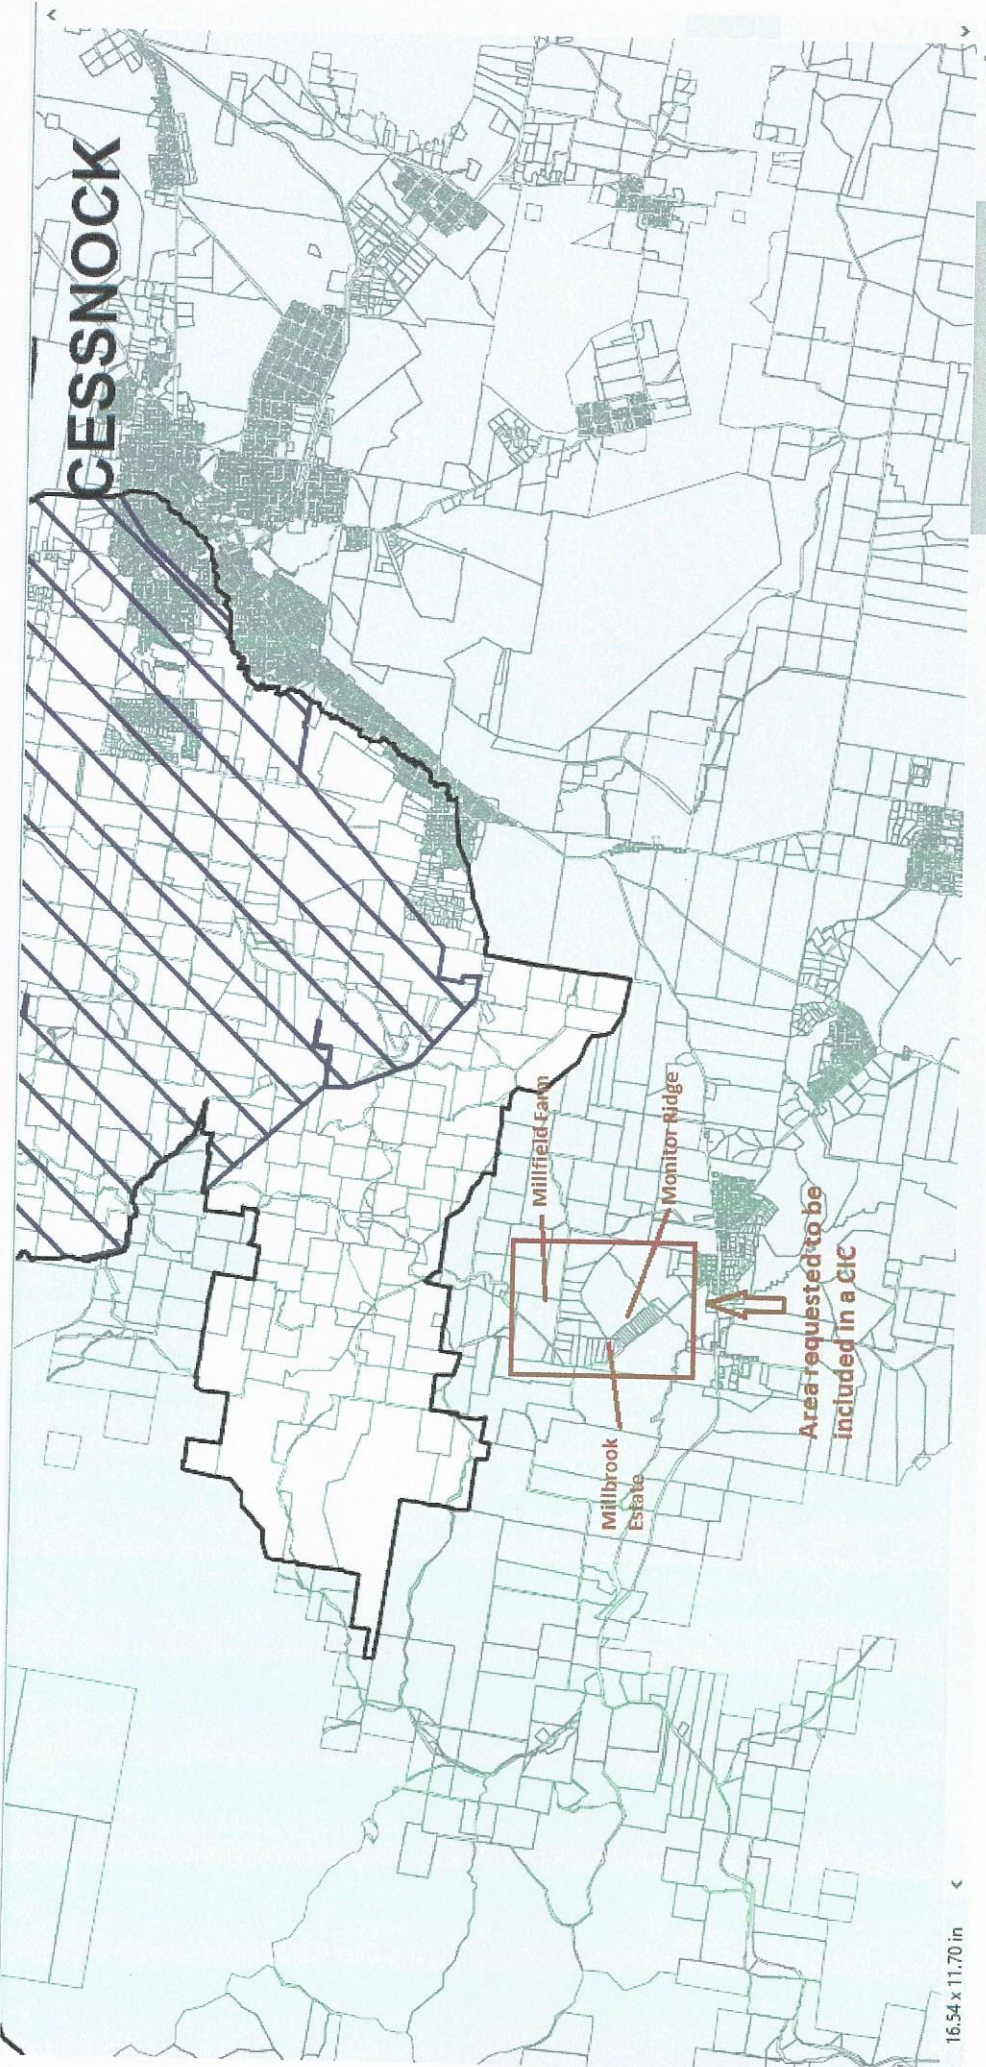 CESSNOCK
Millfield Farm
Monitor Ridge
Millbrook
Estate
Area requested to be
included in a CIC
16.54 x 11.70 in